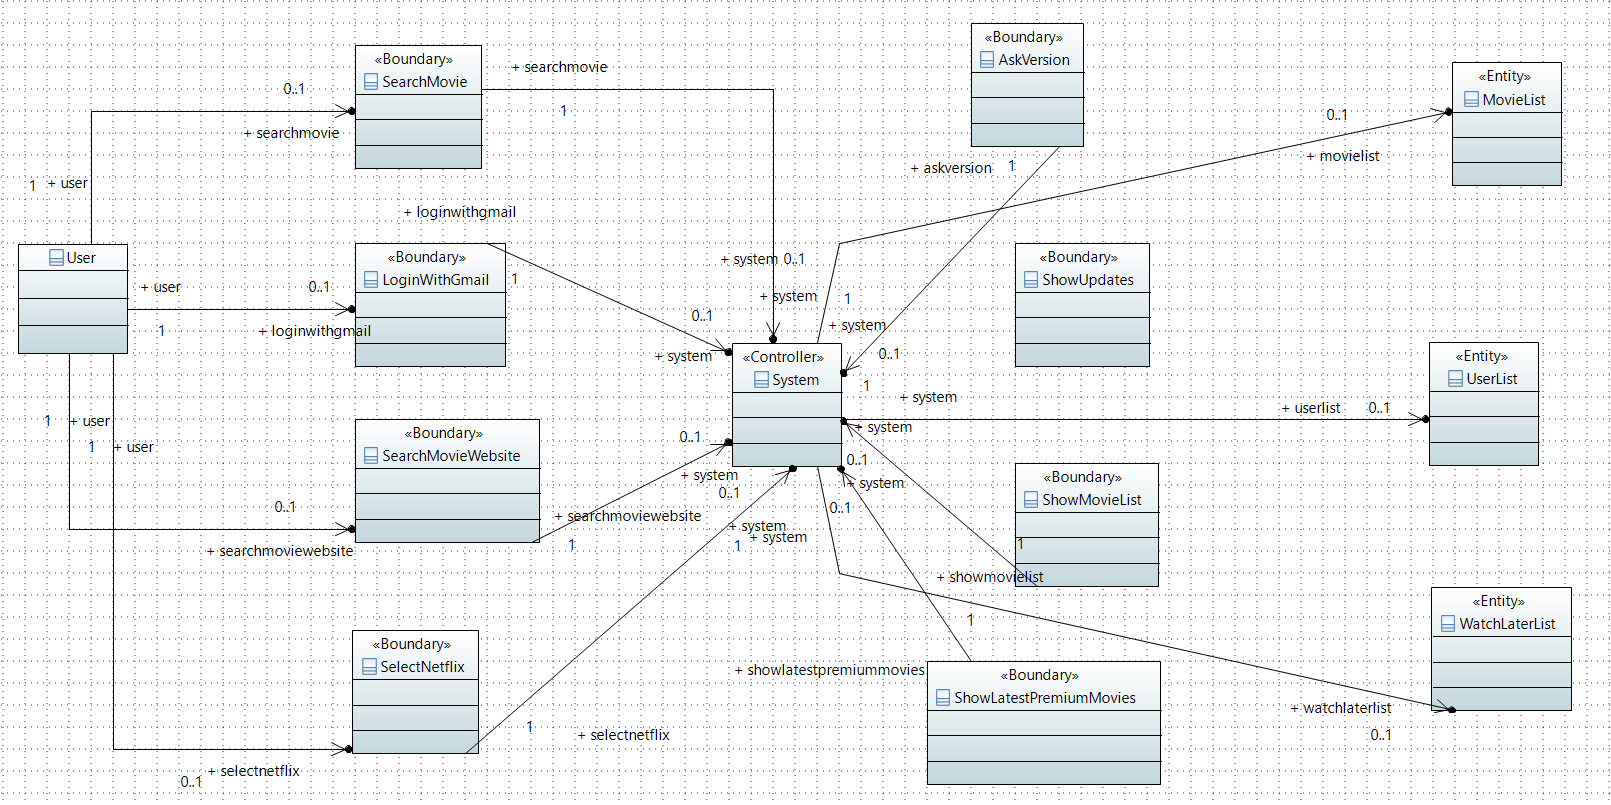 «Boundary»
SearchMovie
+ searchmovie
1
0..1
+ searchmovie
1
+ user
«Boundary»
AskVersion
+ askversion
1
«Entity»
MovieList
0..1
+ movielist
User
+ user
1
0..1
+ loginwithgmail
+ loginwithgmail
«Boundary»
LoginWithGmail
1
0..1
+ system
+ system
0..1
+ system
1
+ system
0..1
«Boundary»
ShowUpdates
«Controller»
System
1
+ system
+ userlist
0..1
«Entity»
UserList
1
+ user
1
+ user
«Boundary»
SearchMovieWebsite
0..1
+ system
0..1
+ searchmoviewebsite
1
0..1
+ searchmoviewebsite
+ system
0..1
+ system
0..1
+ system
1
+ system
«Boundary»
ShowMovieList
1
+ showmovielist
1
«Boundary»
SelectNetflix
1
+ selectnetflix
0..1
+ selectnetflix
+ showlatestpremiummovies
«Boundary»
ShowLatestPremiumMovies
«Entity»
WatchLaterList
+ watchlaterlist
0..1